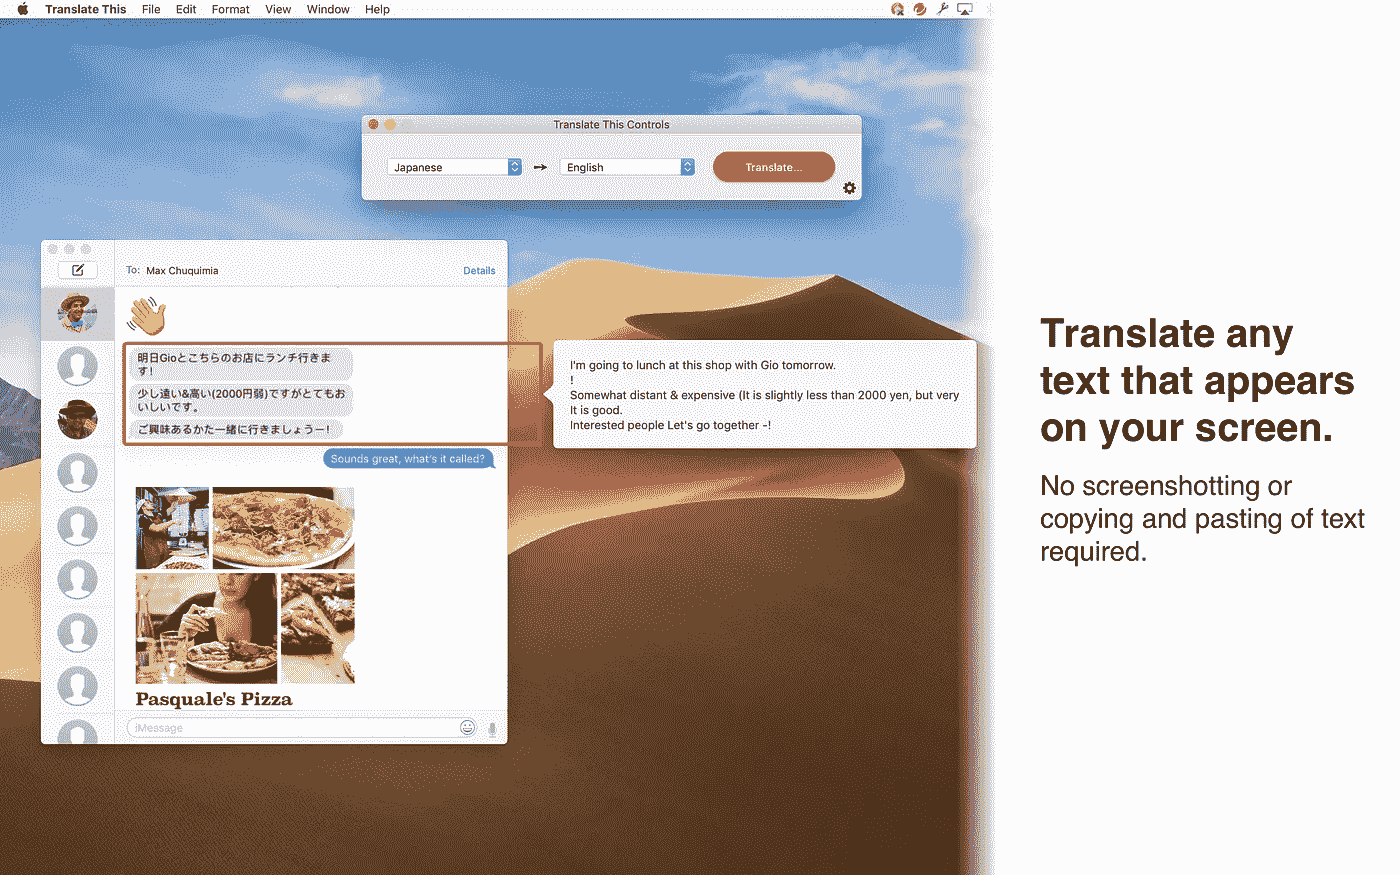 Translate This File Edit Format View Window Help
Translate This Controls
Japanese English Translate...
To: Max Chuquimia Details
明日Gioとこちらのお店にランチ行きま
す！
少し遠い&高い(2000円弱)ですがとてもお
いしいです。
ご興味あるかた一緒に行きましょうー！
I'm going to lunch at this shop with Gio tomorrow.
!
Somewhat distant & expensive (It is slightly less than 2000 yen, but very
It is good.
Interested people Let's go together -!
Sounds great, what's it called?
Pasquale's Pizza
iMessage
Translate any
text that appears
on your screen.
No screenshotting or
copying and pasting of text
required.